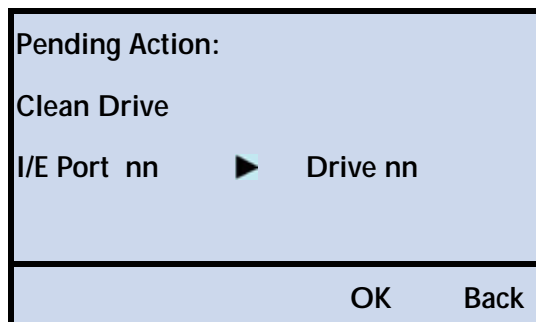 Pending Action:
Clean Drive
I/E Port nn ▶ Drive nn
OK Back